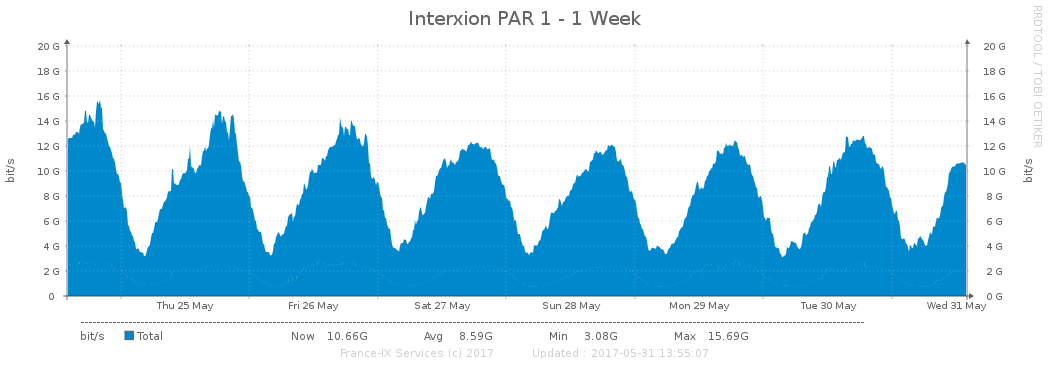 Interxion PAR 1 - 1 Week
RRDTOOL / TOBI OETIKER
20 G 20 G
18 G 18 G
16 G 16 G
14 G 14 G
12 G 12 G
10 G 10 G
8 G 8 G
6 G 6 G
4 G 4 G
2 G 2 G
0 0 G
bit/s
bit/s
Thu 25 May Fri 26 May Sat 27 May Sun 28 May Mon 29 May Tue 30 May Wed 31 May
bit/s Total Now 10.66G Avg 8.59G Min 3.08G Max 15.69G
France-IX Services (c) 2017 Updated : 2017-05-31 13:55:07